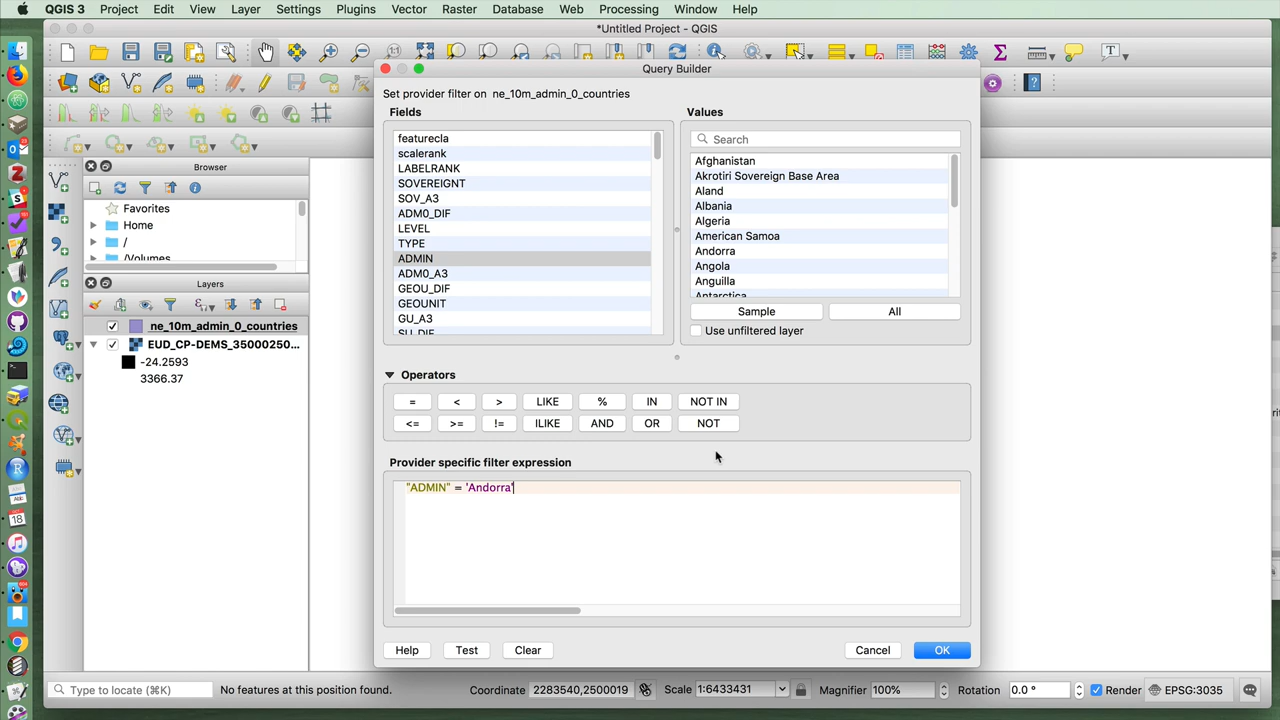 QGIS 3 Project Edit View Layer Settings Plugins Vector Raster Database Web Processing Window Help
*Untitled Project - QGIS
Query Builder
Set provider filter on ne_10m_admin_0_countries
Fields
Values
featurecla
scalerank
LABELRANK
SOVEREIGNT
SOV_A3
ADM0_DIF
LEVEL
TYPE
ADMIN
ADM0_A3
GEOU_DIF
GEOUNIT
GU_A3
SU_DIF
Search
Afghanistan
Akrotiri Sovereign Base Area
Aland
Albania
Algeria
American Samoa
Andorra
Angola
Anguilla
Antarctica
Sample
All
Use unfiltered layer
Browser
Favorites
Home
/
/Volumes
Layers
ne_10m_admin_0_countries
EUD_CP-DEMS_35000250...
-24.2593
3366.37
Operators
= < > LIKE % IN NOT IN
<= >= != ILIKE AND OR NOT
Provider specific filter expression
"ADMIN" = 'Andorra'
Help Test Clear Cancel OK
Type to locate (⌘K) No features at this position found. Coordinate 2283540,2500019 Scale 1:6433431 Magnifier 100% Rotation 0.0 ° Render EPSG:3035